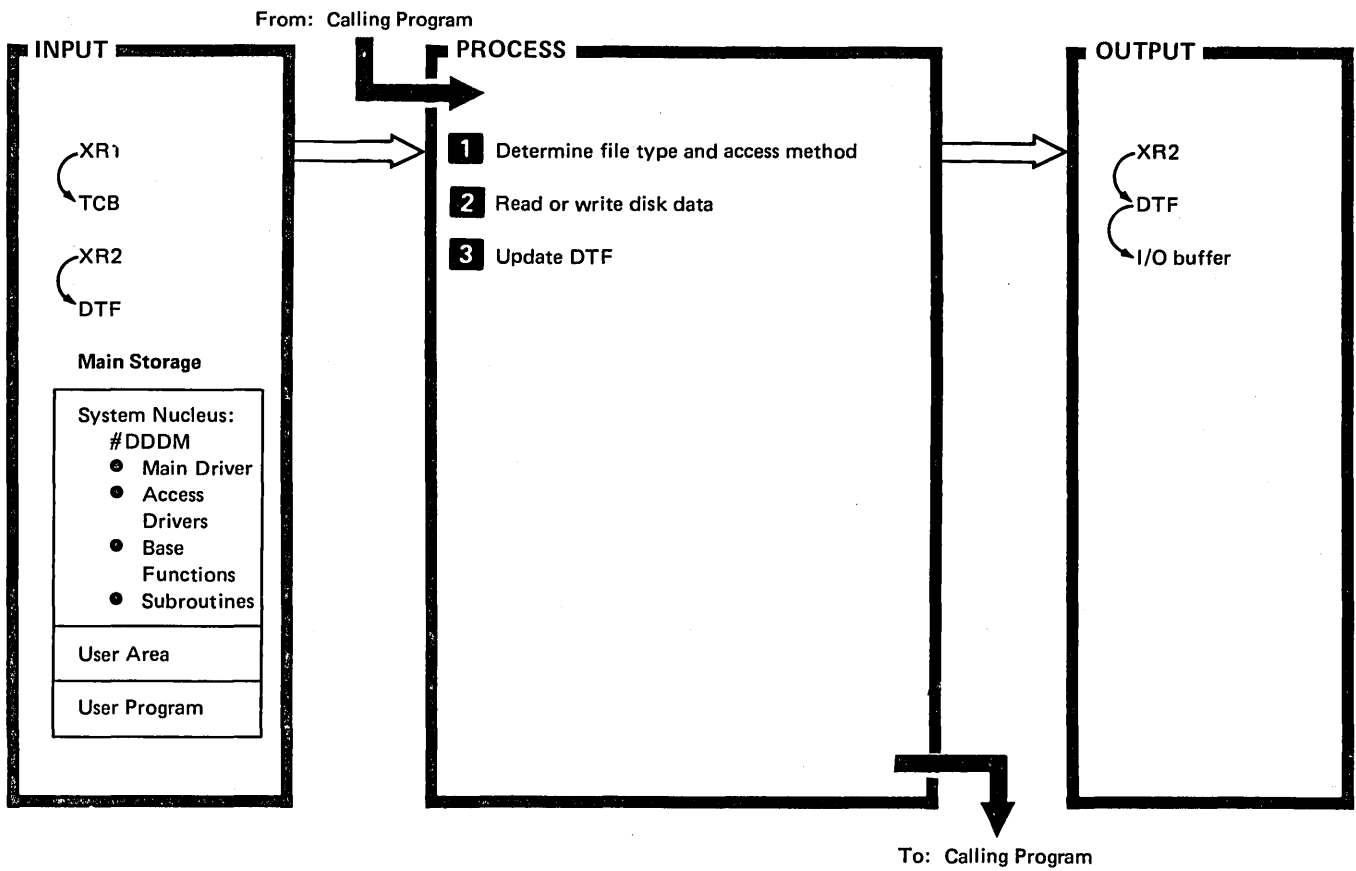 From: Calling Program
INPUT
XR1
TCB
XR2
DTF
Main Storage
System Nucleus:
#DDDM
• Main Driver
• Access
Drivers
• Base
Functions
• Subroutines
User Area
User Program
PROCESS
1 Determine file type and access method
2 Read or write disk data
3 Update DTF
OUTPUT
XR2
DTF
I/O buffer
To: Calling Program